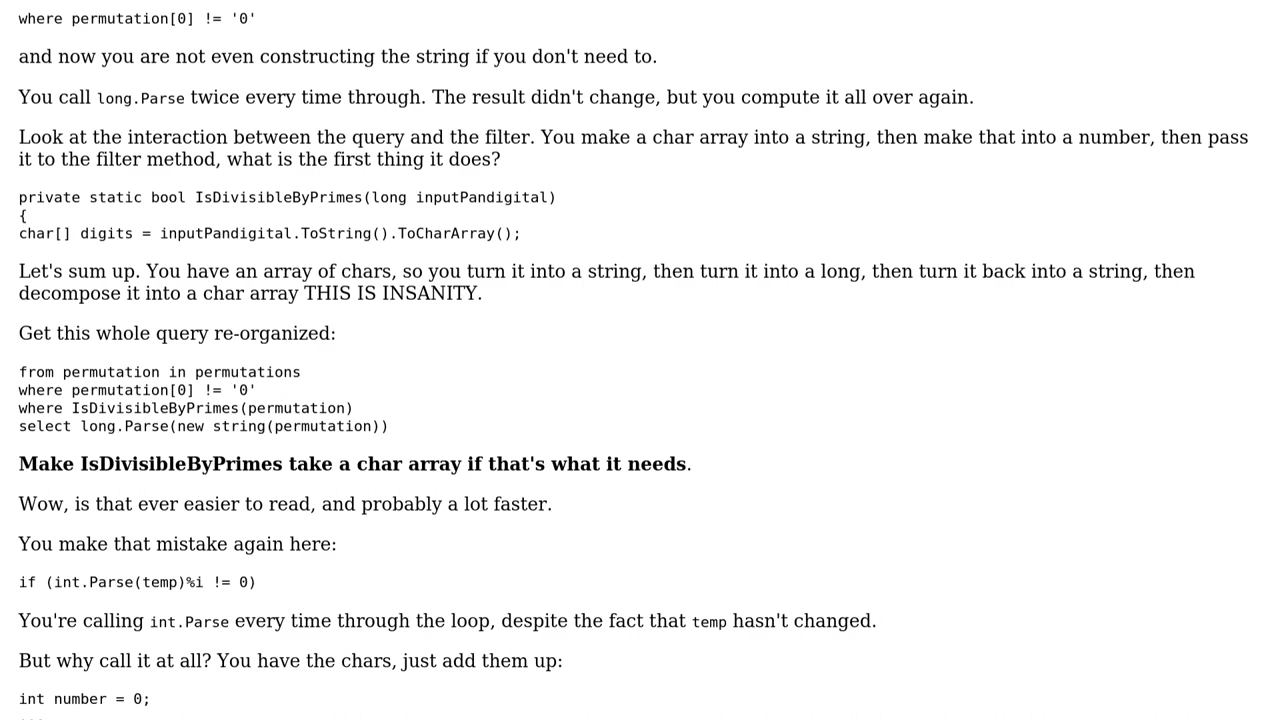 where permutation[0] != '0'
and now you are not even constructing the string if you don't need to.
You call long.Parse twice every time through. The result didn't change, but you compute it all over again.
Look at the interaction between the query and the filter. You make a char array into a string, then make that into a number, then pass
it to the filter method, what is the first thing it does?
private static bool IsDivisibleByPrimes(long inputPandigital)
{
char[] digits = inputPandigital.ToString().ToCharArray();
Let's sum up. You have an array of chars, so you turn it into a string, then turn it into a long, then turn it back into a string, then
decompose it into a char array THIS IS INSANITY.
Get this whole query re-organized:
from permutation in permutations
where permutation[0] != '0'
where IsDivisibleByPrimes(permutation)
select long.Parse(new string(permutation))
Make IsDivisibleByPrimes take a char array if that's what it needs.
Wow, is that ever easier to read, and probably a lot faster.
You make that mistake again here:
if (int.Parse(temp)%i != 0)
You're calling int.Parse every time through the loop, despite the fact that temp hasn't changed.
But why call it at all? You have the chars, just add them up:
int number = 0;
...